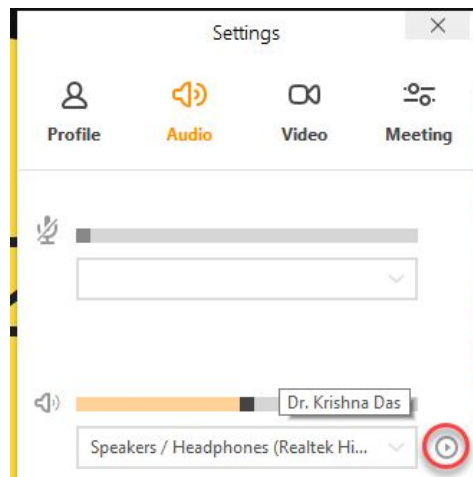 Settings
Profile Audio Video Meeting
Dr. Krishna Das
Speakers / Headphones (Realtek Hi...